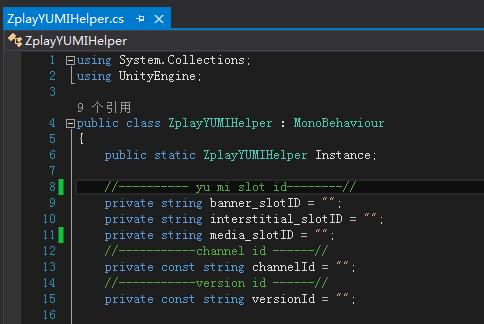 ZplayYUMIHelper.cs
ZplayYUMIHelper
1 using System.Collections;
2 using UnityEngine;
3
9 个引用
4 public class ZplayYUMIHelper : MonoBehaviour
5 {
6 public static ZplayYUMIHelper Instance;
7
8 //---------- yu mi slot id--------//
9 private string banner_slotID = "";
10 private string interstitial_slotID = "";
11 private string media_slotID = "";
12 //-----------channel id ------//
13 private const string channelId = "";
14 //-----------version id ------//
15 private const string versionId = "";
16